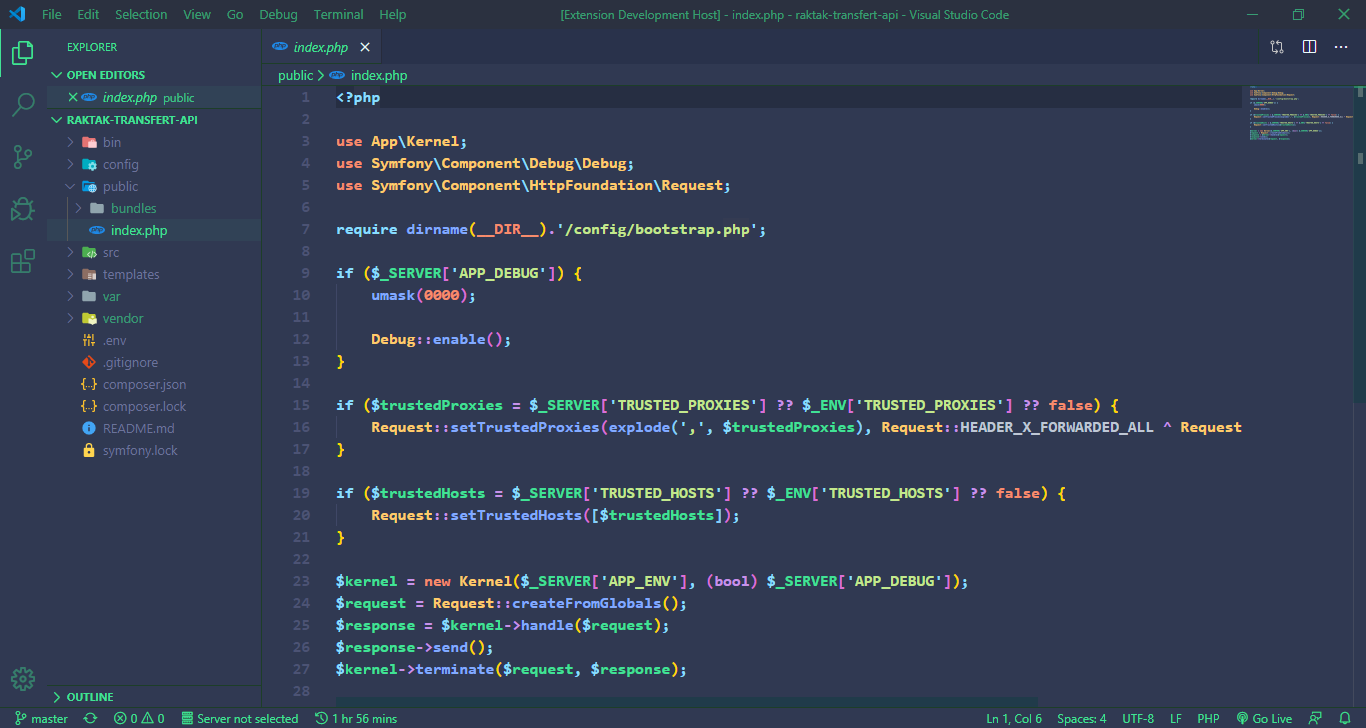 File Edit Selection View Go Debug Terminal Help
[Extension Development Host] - index.php - raktak-transfert-api - Visual Studio Code
EXPLORER
OPEN EDITORS
index.php public
RAKTAK-TRANSFERT-API
bin
config
public
bundles
index.php
src
templates
var
vendor
.env
.gitignore
composer.json
composer.lock
README.md
symfony.lock
OUTLINE
index.php
public > index.php
1 <?php
2
3 use App\Kernel;
4 use Symfony\Component\Debug\Debug;
5 use Symfony\Component\HttpFoundation\Request;
6
7 require dirname(__DIR__).'/config/bootstrap.php';
8
9 if ($_SERVER['APP_DEBUG']) {
10 umask(0000);
11
12 Debug::enable();
13 }
14
15 if ($trustedProxies = $_SERVER['TRUSTED_PROXIES'] ?? $_ENV['TRUSTED_PROXIES'] ?? false) {
16 Request::setTrustedProxies(explode(',', $trustedProxies), Request::HEADER_X_FORWARDED_ALL ^ Request
17 }
18
19 if ($trustedHosts = $_SERVER['TRUSTED_HOSTS'] ?? $_ENV['TRUSTED_HOSTS'] ?? false) {
20 Request::setTrustedHosts([$trustedHosts]);
21 }
22
23 $kernel = new Kernel($_SERVER['APP_ENV'], (bool) $_SERVER['APP_DEBUG']);
24 $request = Request::createFromGlobals();
25 $response = $kernel->handle($request);
26 $response->send();
27 $kernel->terminate($request, $response);
28
master 0 0 Server not selected 1 hr 56 mins Ln 1, Col 6 Spaces: 4 UTF-8 LF PHP Go Live